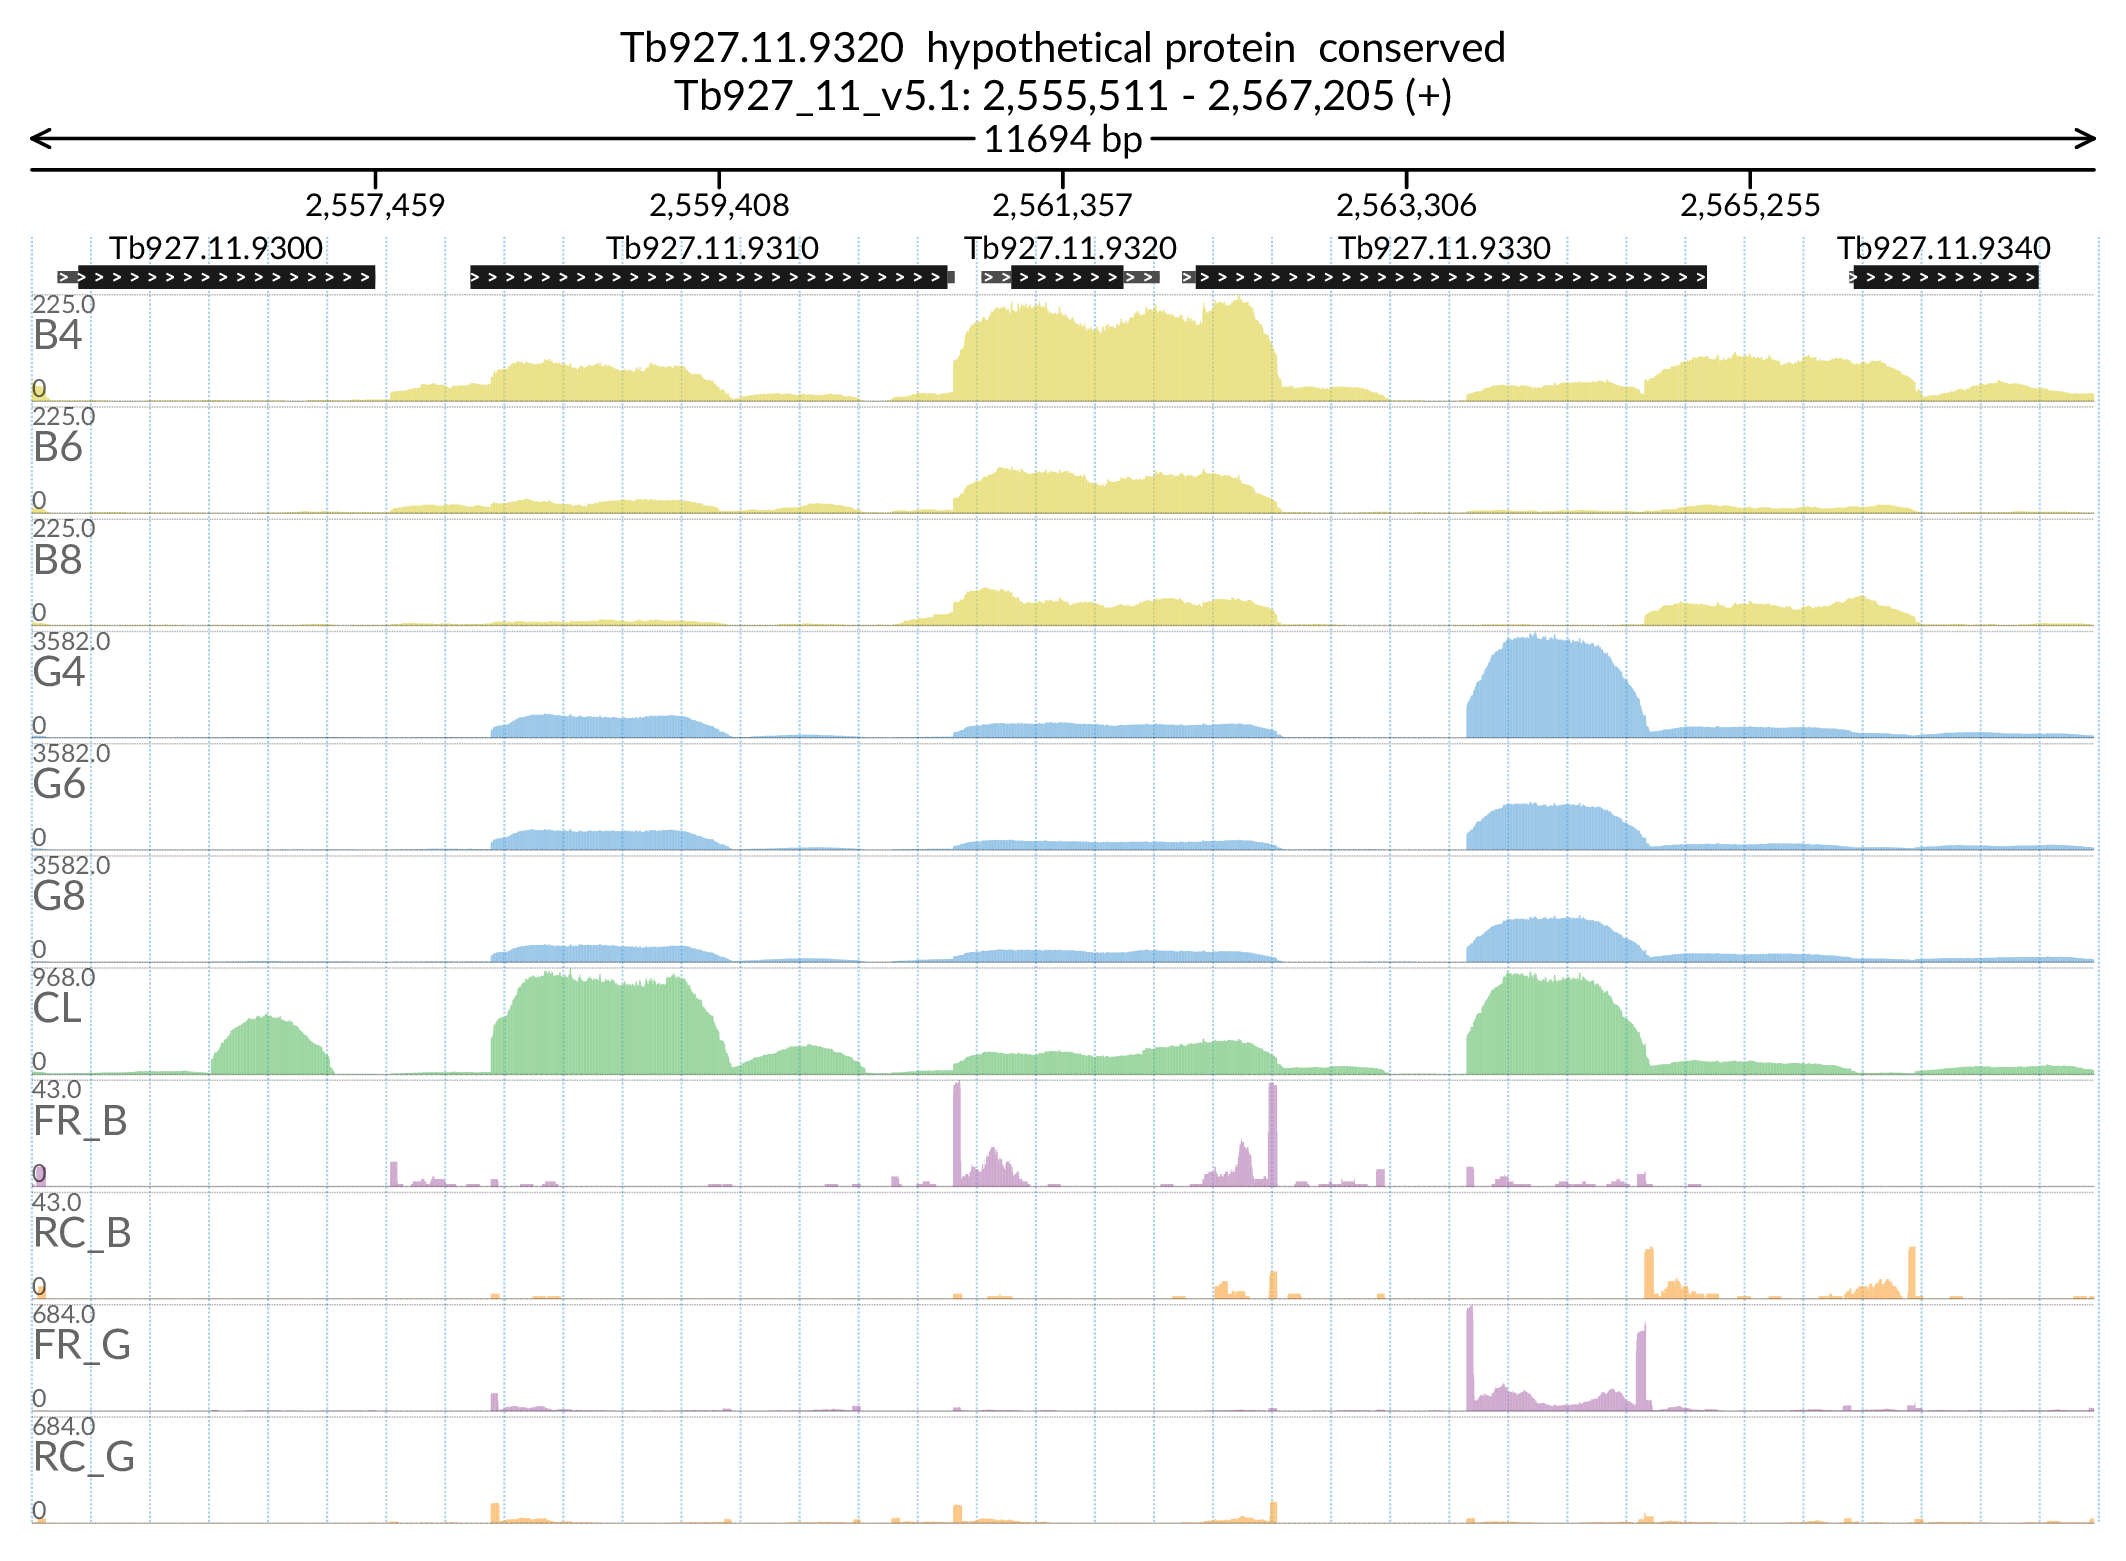 Tb927.11.9320  hypothetical protein  conserved
Tb927_11_v5.1: 2,555,511 - 2,567,205 (+)
11694 bp
2,557,459 2,559,408 2,561,357 2,563,306 2,565,255
Tb927.11.9300 Tb927.11.9310 Tb927.11.9320 Tb927.11.9330 Tb927.11.9340
225.0
B4
0
225.0
B6
0
225.0
B8
0
3582.0
G4
0
3582.0
G6
0
3582.0
G8
0
968.0
CL
0
43.0
FR_B
0
43.0
RC_B
0
684.0
FR_G
0
684.0
RC_G
0